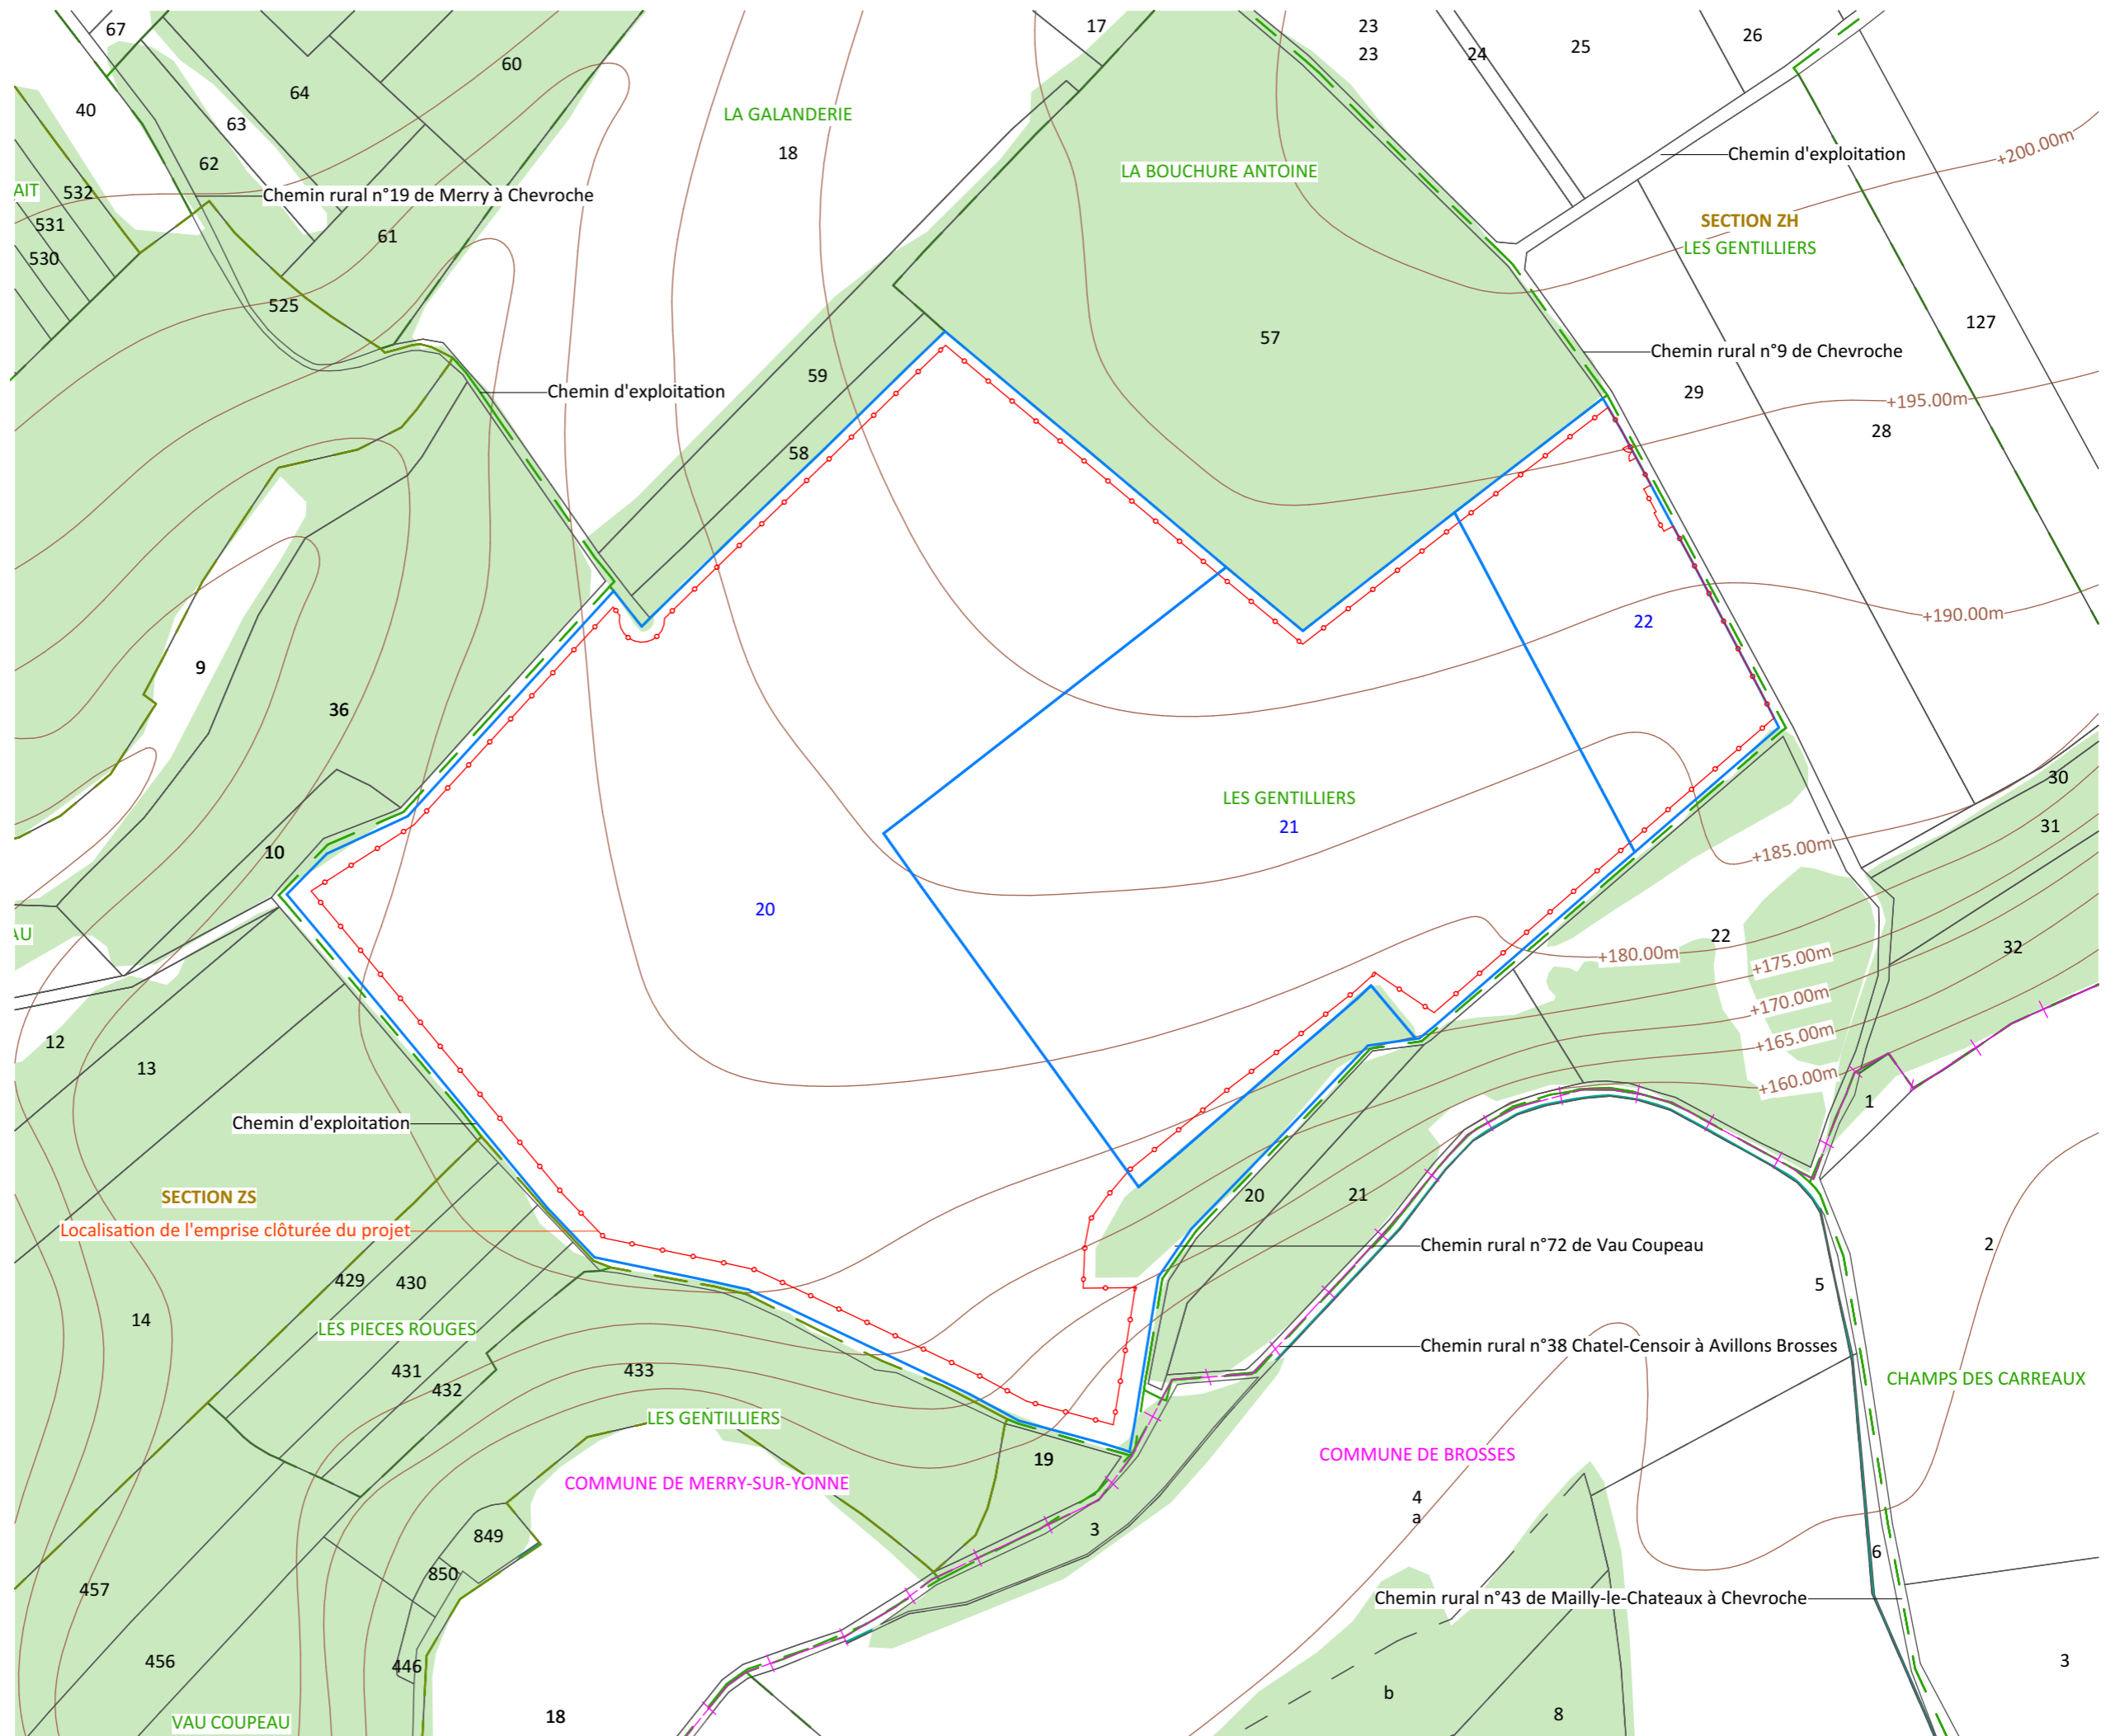 67
17
23
23
24
25
26
60
64
40
63
LA GALANDERIE
18
62
Chemin d'exploitation
+200.00m
LA BOUCHURE ANTOINE
AIT
532
Chemin rural n°19 de Merry à Chevroche
531
61
SECTION ZH
LES GENTILLIERS
530
525
127
57
Chemin rural n°9 de Chevroche
59
Chemin d'exploitation
29
+195.00m
28
58
+190.00m
22
9
36
LES GENTILLIERS
21
30
31
10
+185.00m
20
AU
22
32
+180.00m
+175.00m
+170.00m
12
+165.00m
13
+160.00m
1
Chemin d'exploitation
SECTION ZS
20
21
Localisation de l'emprise clôturée du projet
Chemin rural n°72 de Vau Coupeau
2
429
430
5
14
LES PIECES ROUGES
Chemin rural n°38 Chatel-Censoir à Avillons Brosses
431
433
432
CHAMPS DES CARREAUX
LES GENTILLIERS
19
COMMUNE DE BROSSES
COMMUNE DE MERRY-SUR-YONNE
4
a
849
3
6
850
457
Chemin rural n°43 de Mailly-le-Chateaux à Chevroche
456
446
3
b
18
8
VAU COUPEAU